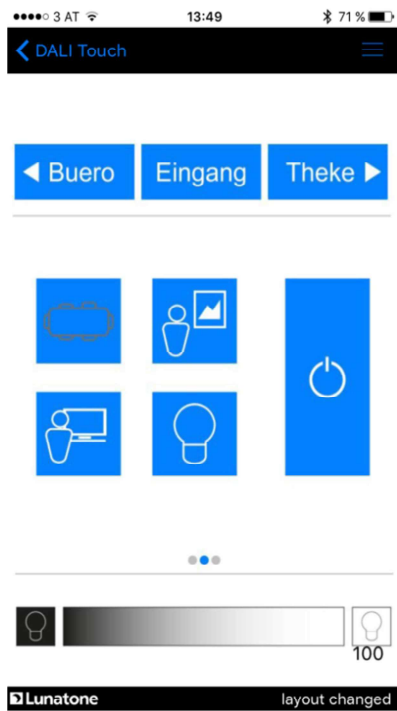 3 AT 13:49 71 %
DALI Touch
Buero Eingang Theke
100
Lunatone layout changed